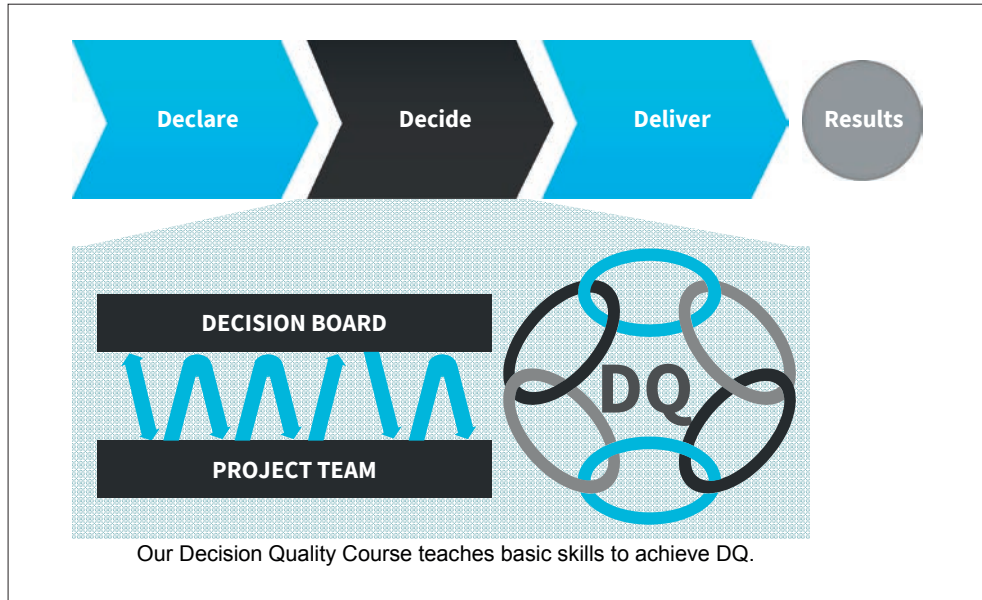 Declare
Decide
Deliver
Results
DECISION BOARD
DQ
PROJECT TEAM
Our Decision Quality Course teaches basic skills to achieve DQ.